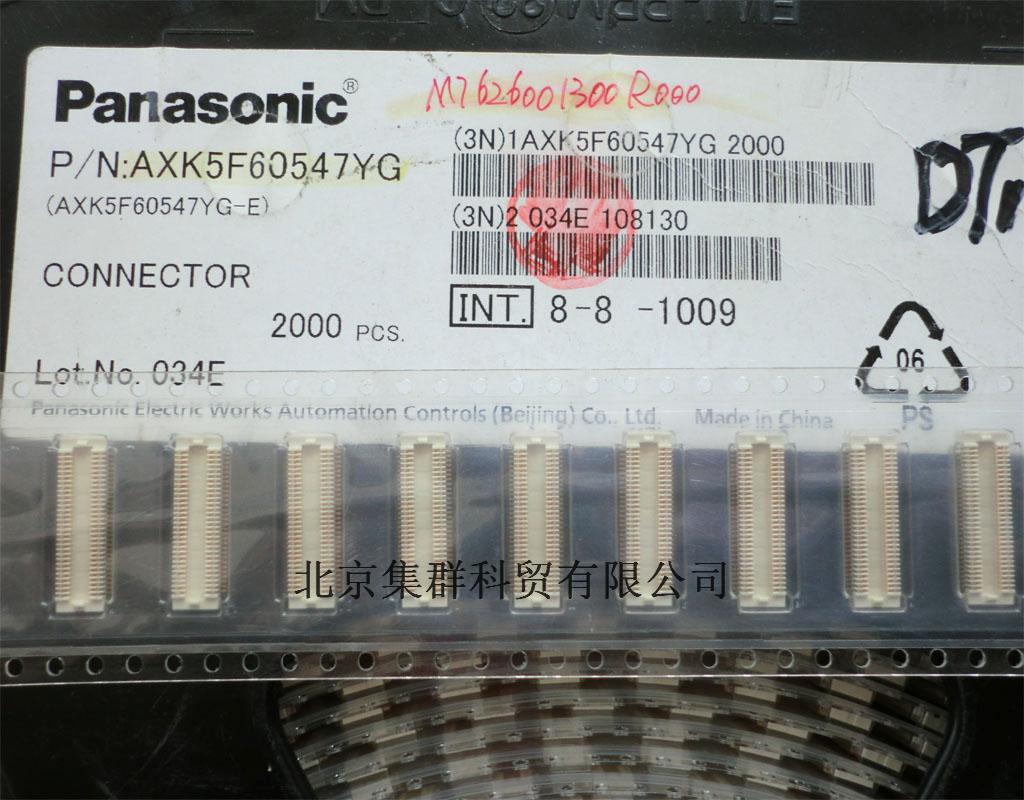 Panasonic®
M7626001300R000
P/N:AXK5F60547YG
(AXK5F60547YG-E)
(3N)1AXK5F60547YG 2000
(3N)2 034E 108130
CONNECTOR
2000 PCS.
INT. 8-8 -1009
Lot.No. 034E
06
PS
Panasonic Electric Works Automation Controls (Beijing) Co., Ltd. Made in China
北京集群科贸有限公司